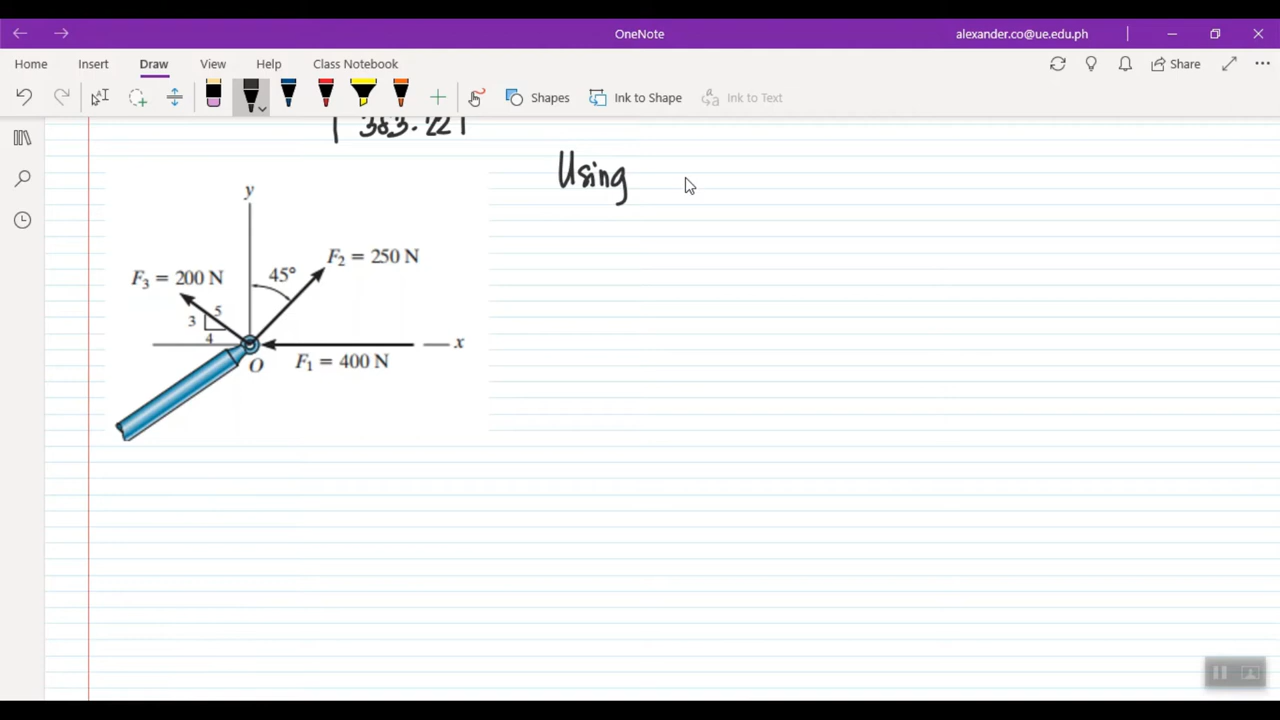 OneNote
alexander.co@ue.edu.ph
Home Insert Draw View Help Class Notebook
Share
Shapes
Ink to Shape
Ink to Text
383.221
Using
y
F₂ = 250 N
45°
F₃ = 200 N
5
3
4
x
F₁ = 400 N
O